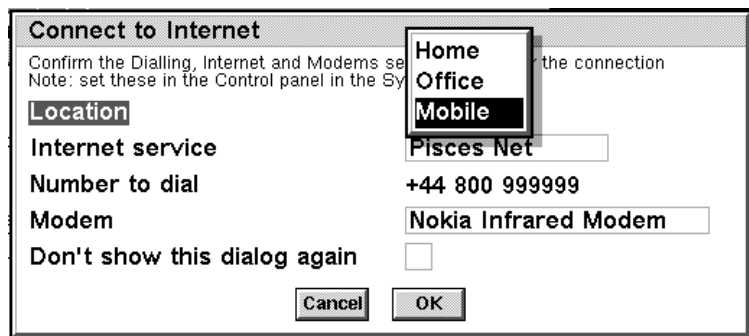 Connect to Internet
Confirm the Dialling, Internet and Modems se the connection
Note: set these in the Control panel in the Sy
Home
Office
Mobile
Location
Internet service Pisces Net
Number to dial +44 800 999999
Modem Nokia Infrared Modem
Don't show this dialog again
Cancel OK